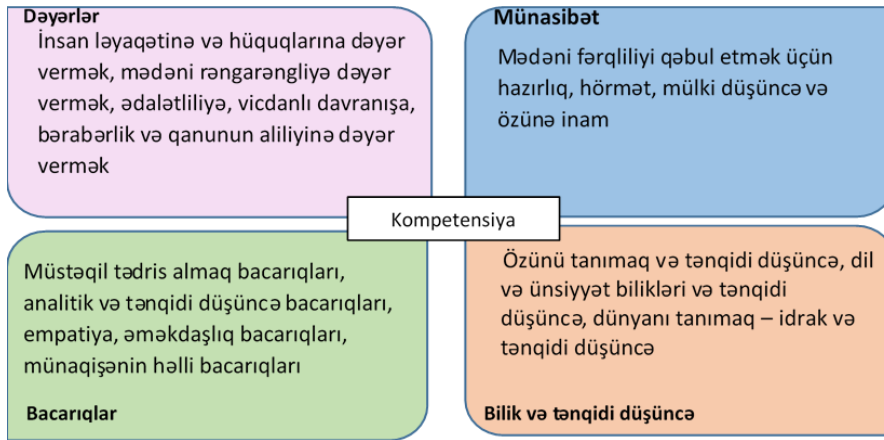 Dəyərlər
İnsan ləyaqətinə və hüquqlarına dəyər
vermək, mədəni rəngarəngliyə dəyər
vermək, ədalətliliyə, vicdanlı davranışa,
bərabərlik və qanunun aliliyinə dəyər
vermək
Münasibət
Mədəni fərqliliyi qəbul etmək üçün
hazırlıq, hörmət, mülki düşüncə və
özünə inam
Kompetensiya
Müstəqil tədris almaq bacarıqları,
analitik və tənqidi düşüncə bacarıqları,
empatiya, əməkdaşlıq bacarıqları,
münaqişənin həlli bacarıqları
Bacarıqlar
Özünü tanımaq və tənqidi düşüncə, dil
və ünsiyyət bilikləri və tənqidi
düşüncə, dünyanı tanımaq – idrak və
tənqidi düşüncə
Bilik və tənqidi düşüncə